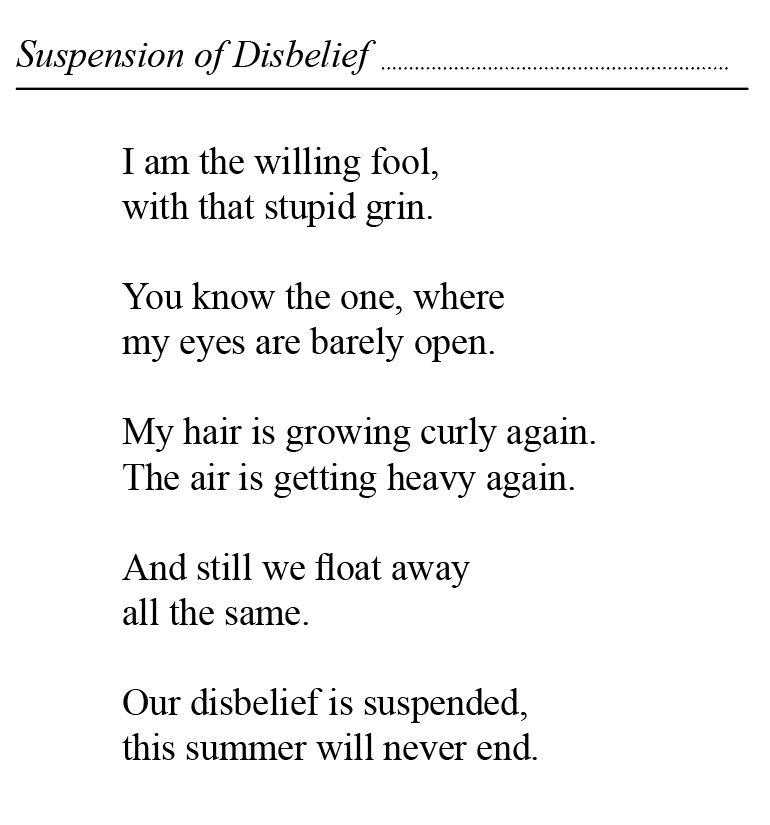 Suspension of Disbelief
I am the willing fool,
with that stupid grin.
You know the one, where
my eyes are barely open.
My hair is growing curly again.
The air is getting heavy again.
And still we float away
all the same.
Our disbelief is suspended,
this summer will never end.